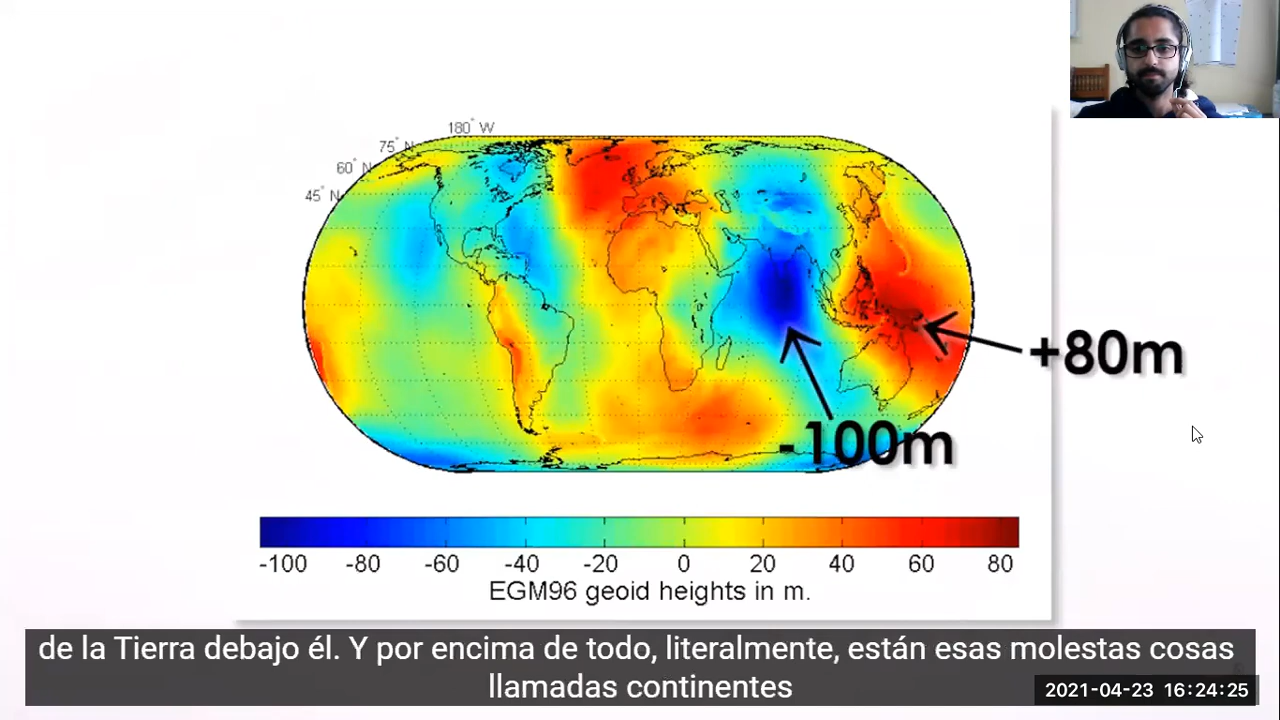 180° W
75° N
60° N
45° N
+80m
-100m
-100 -80 -60 -40 -20 0 20 40 60 80
EGM96 geoid heights in m.
de la Tierra debajo él. Y por encima de todo, literalmente, están esas molestas cosas
llamadas continentes
2021-04-23 16:24:25